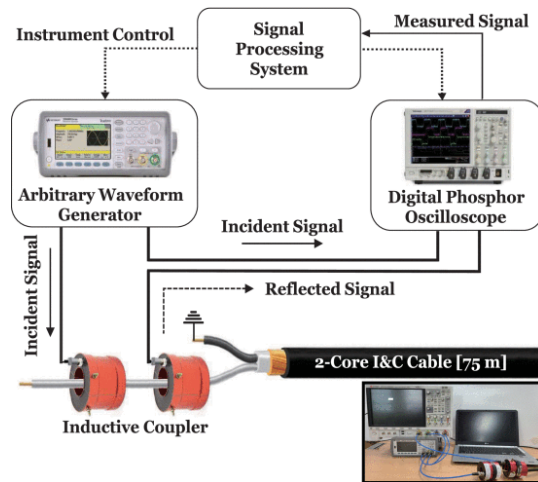 Instrument Control
Signal
Processing
System
Measured Signal
Arbitrary Waveform
Generator
Digital Phosphor
Oscilloscope
Incident Signal
Incident Signal
Reflected Signal
2-Core I&C Cable [75 m]
Inductive Coupler